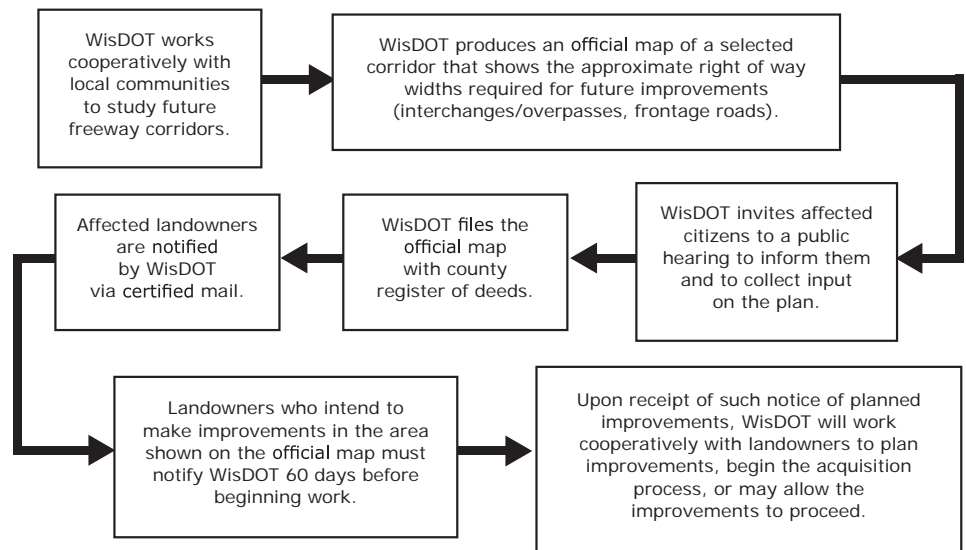 WisDOT works
cooperatively with
local communities
to study future
freeway corridors.
WisDOT produces an official map of a selected
corridor that shows the approximate right of way
widths required for future improvements
(interchanges/overpasses, frontage roads).
WisDOT invites affected
citizens to a public
hearing to inform them
and to collect input
on the plan.
WisDOT files the
official map
with county
register of deeds.
Affected landowners
are notified
by WisDOT
via certified mail.
Landowners who intend to
make improvements in the area
shown on the official map must
notify WisDOT 60 days before
beginning work.
Upon receipt of such notice of planned
improvements, WisDOT will work
cooperatively with landowners to plan
improvements, begin the acquisition
process, or may allow the
improvements to proceed.